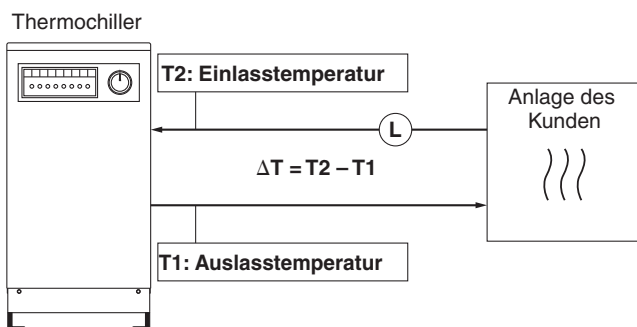 Thermochiller
T2: Einlasstemperatur
Anlage des
Kunden
L
ΔT = T2 – T1
T1: Auslasstemperatur